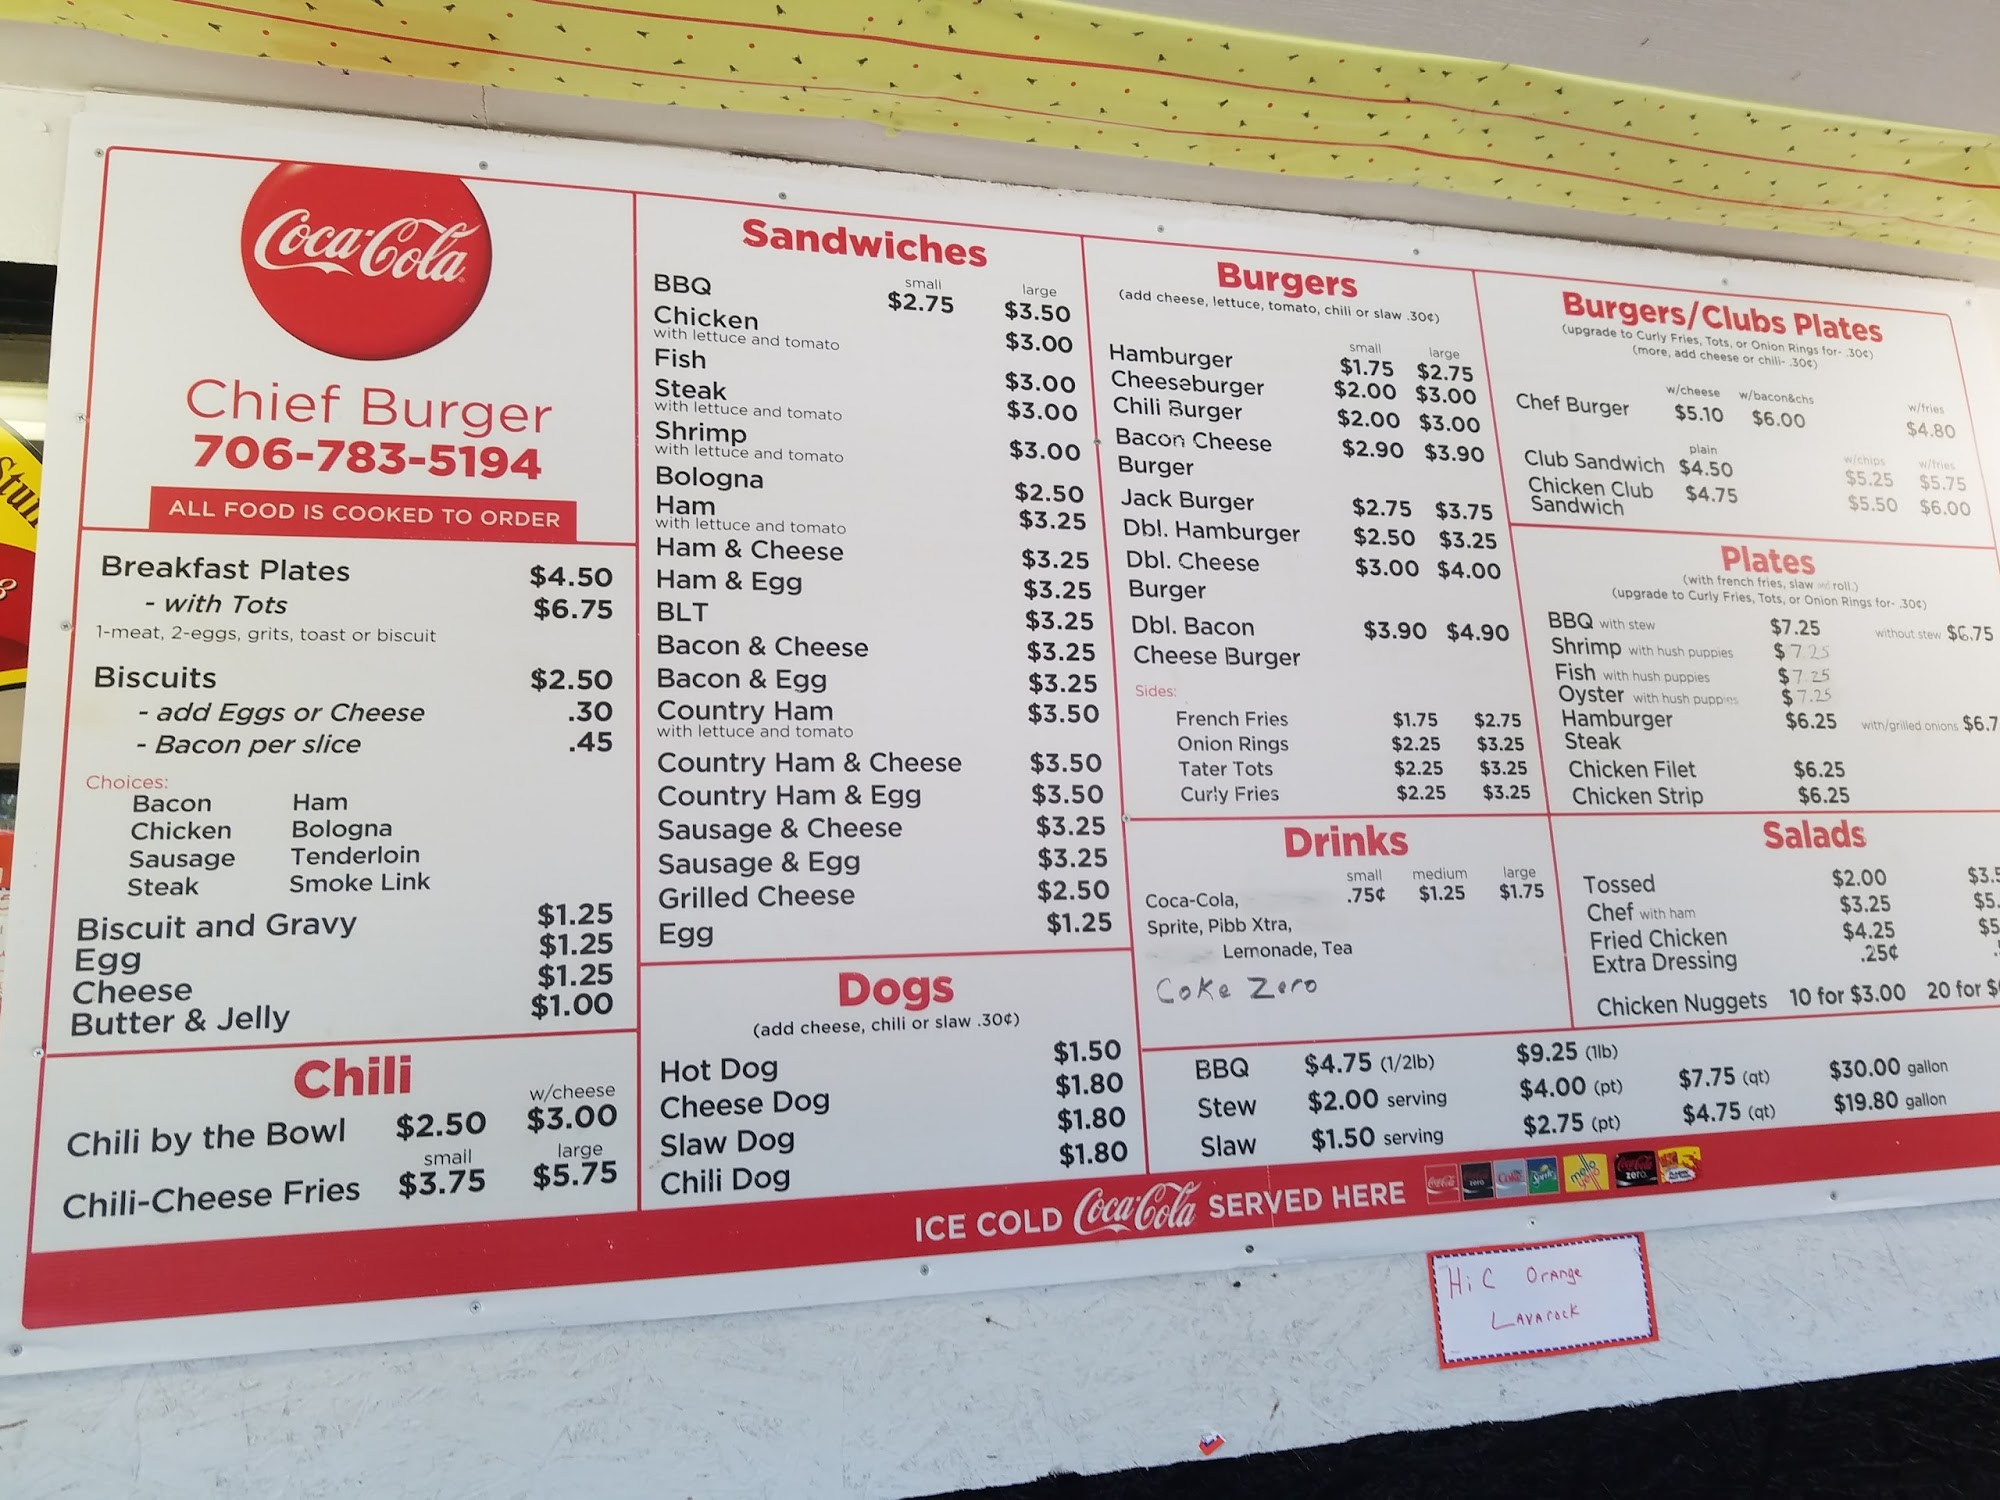 Coca-Cola
Chief Burger
706-783-5194
ALL FOOD IS COOKED TO ORDER
Breakfast Plates $4.50
- with Tots $6.75
1-meat, 2-eggs, grits, toast or biscuit
Biscuits $2.50
- add Eggs or Cheese .30
- Bacon per slice .45
Choices:
Bacon Ham
Chicken Bologna
Sausage Tenderloin
Steak Smoke Link
Biscuit and Gravy $1.25
Egg $1.25
Cheese $1.25
Butter & Jelly $1.00
Chili
w/cheese
Chili by the Bowl $2.50 $3.00
small large
Chili-Cheese Fries $3.75 $5.75
Sandwiches
small large
BBQ $2.75 $3.50
Chicken $3.00
with lettuce and tomato
Fish $3.00
Steak $3.00
with lettuce and tomato
Shrimp $3.00
with lettuce and tomato
Bologna $2.50
Ham $3.25
with lettuce and tomato
Ham & Cheese $3.25
Ham & Egg $3.25
BLT $3.25
Bacon & Cheese $3.25
Bacon & Egg $3.25
Country Ham $3.50
with lettuce and tomato
Country Ham & Cheese $3.50
Country Ham & Egg $3.50
Sausage & Cheese $3.25
Sausage & Egg $3.25
Grilled Cheese $2.50
Egg $1.25
Dogs
(add cheese, chili or slaw .30¢)
Hot Dog $1.50
Cheese Dog $1.80
Slaw Dog $1.80
Chili Dog $1.80
Burgers
(add cheese, lettuce, tomato, chili or slaw .30¢)
small large
Hamburger $1.75 $2.75
Cheeseburger $2.00 $3.00
Chili Burger $2.00 $3.00
Bacon Cheese $2.90 $3.90
Burger
Jack Burger $2.75 $3.75
Dbl. Hamburger $2.50 $3.25
Dbl. Cheese $3.00 $4.00
Burger
Dbl. Bacon $3.90 $4.90
Cheese Burger
Sides:
French Fries $1.75 $2.75
Onion Rings $2.25 $3.25
Tater Tots $2.25 $3.25
Curly Fries $2.25 $3.25
Drinks
small medium large
Coca-Cola, .75¢ $1.25 $1.75
Sprite, Pibb Xtra,
Lemonade, Tea
Coke Zero
Burgers/Clubs Plates
(upgrade to Curly Fries, Tots, or Onion Rings for- .30¢)
(more, add cheese or chili- .30¢)
w/cheese w/bacon&chs w/fries
Chef Burger $5.10 $6.00 $4.80
plain w/chips w/fries
Club Sandwich $4.50 $5.25 $5.75
Chicken Club $4.75 $5.50 $6.00
Sandwich
Plates
(with french fries, slaw and roll.)
(upgrade to Curly Fries, Tots, or Onion Rings for- .30¢)
BBQ with stew $7.25 without stew $6.75
Shrimp with hush puppies $7.25
Fish with hush puppies $7.25
Oyster with hush puppies $7.25
Hamburger $6.25 with/grilled onions $6.7
Steak
Chicken Filet $6.25
Chicken Strip $6.25
Salads
Tossed $2.00 $3.5
Chef with ham $3.25 $5.
Fried Chicken $4.25 $5
Extra Dressing .25¢
Chicken Nuggets 10 for $3.00 20 for $
BBQ $4.75 (1/2lb) $9.25 (1lb)
Stew $2.00 serving $4.00 (pt) $7.75 (qt) $30.00 gallon
Slaw $1.50 serving $2.75 (pt) $4.75 (qt) $19.80 gallon
ICE COLD Coca-Cola SERVED HERE
Hi C Orange
Lavarock